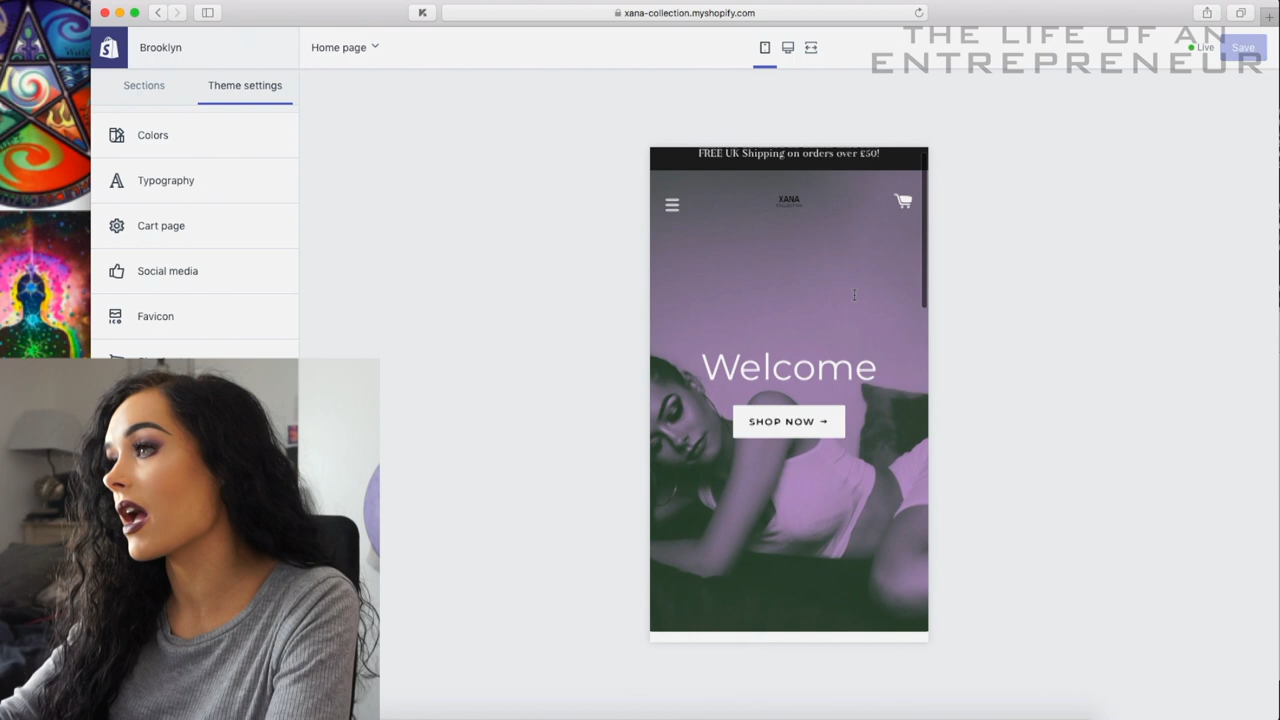 xana-collection.myshopify.com
THE LIFE OF AN
ENTREPRENEUR
Brooklyn
Home page
Live
Save
Sections
Theme settings
Colors
Typography
Cart page
Social media
Favicon
FREE UK Shipping on orders over £50!
XANA
Welcome
SHOP NOW →